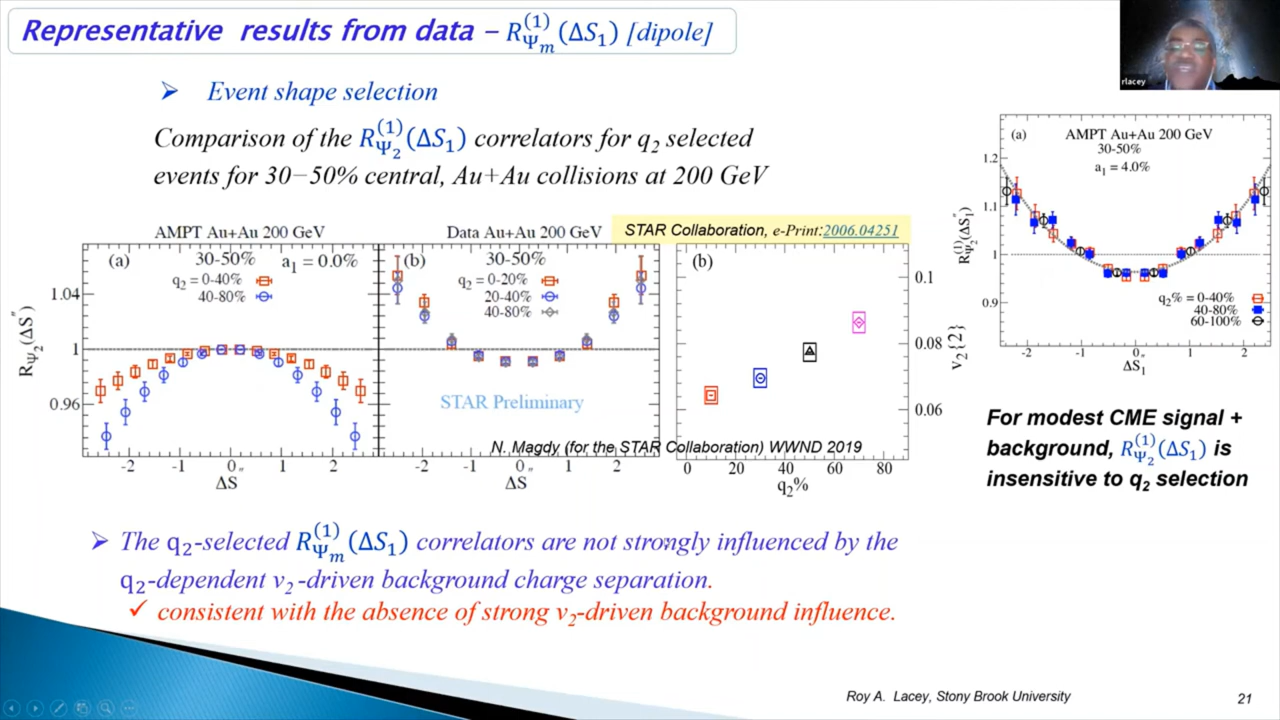 Representative results from data – R_Ψm^(1)(ΔS₁) [dipole]
rlacey
➢ Event shape selection
Comparison of the R_Ψ2^(1)(ΔS₁) correlators for q₂ selected
events for 30−50% central, Au+Au collisions at 200 GeV
AMPT Au+Au 200 GeV
(a)
30-50%
a₁ = 0.0%
q₂ = 0-40%
40-80%
R_Ψ2(ΔS″)
1.04
1
0.96
-2 -1 0 1 2
ΔS″
Data Au+Au 200 GeV
(b)
30-50%
q₂ = 0-20%
20-40%
40-80%
STAR Preliminary
-2 -1 0 1 2
ΔS″
STAR Collaboration, e-Print:2006.04251
(b)
0.1
0.08
0.06
v₂{2}
0 20 40 60 80
q₂%
N. Magdy (for the STAR Collaboration) WWND 2019
(a) AMPT Au+Au 200 GeV
30-50%
a₁ = 4.0%
R_Ψ2^(1)(ΔS₁″)
1.2
1.1
1
0.9
q₂% = 0-40%
40-80%
60-100%
-2 -1 0 1 2
ΔS₁″
For modest CME signal +
background, R_Ψ2^(1)(ΔS₁) is
insensitive to q₂ selection
➢ The q₂-selected R_Ψm^(1)(ΔS₁) correlators are not strongly influenced by the
q₂-dependent v₂-driven background charge separation.
✓ consistent with the absence of strong v₂-driven background influence.
Roy A. Lacey, Stony Brook University
21